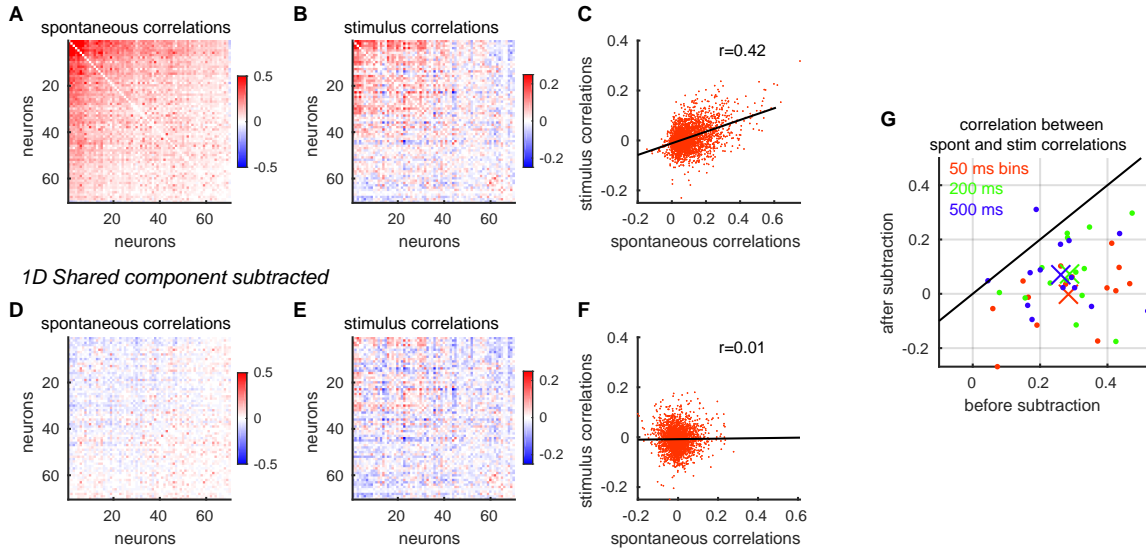 A
spontaneous correlations
20
40
60
neurons
20
40
60
neurons
0.5
0
-0.5
B
stimulus correlations
20
40
60
neurons
20
40
60
neurons
0.2
0
-0.2
C
r=0.42
0.4
0.2
0
-0.2
stimulus correlations
-0.2
0
0.2
0.4
0.6
spontaneous correlations
1D Shared component subtracted
D
spontaneous correlations
20
40
60
neurons
20
40
60
neurons
0.5
0
-0.5
E
stimulus correlations
20
40
60
neurons
20
40
60
neurons
0.2
0
-0.2
F
r=0.01
0.4
0.2
0
-0.2
stimulus correlations
-0.2
0
0.2
0.4
0.6
spontaneous correlations
G
correlation between
spont and stim correlations
50 ms bins
200 ms
500 ms
0.4
0.2
0
-0.2
after subtraction
0
0.2
0.4
before subtraction